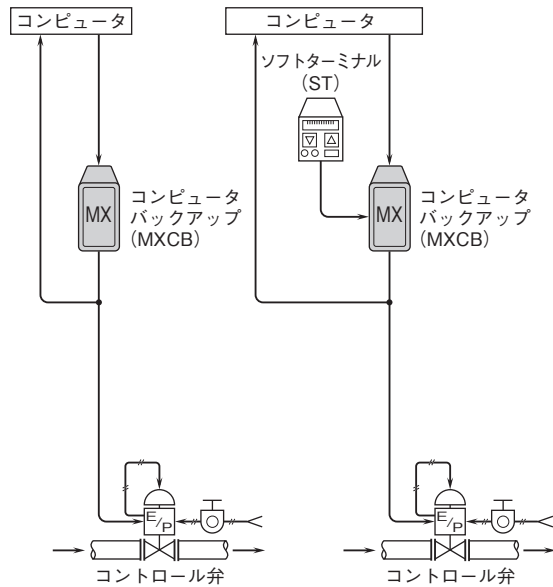 コンピュータ
MX
コンピュータ
バックアップ
(MXCB)
E/P
コントロール弁
コンピュータ
ソフトターミナル
(ST)
MX
コンピュータ
バックアップ
(MXCB)
E/P
コントロール弁